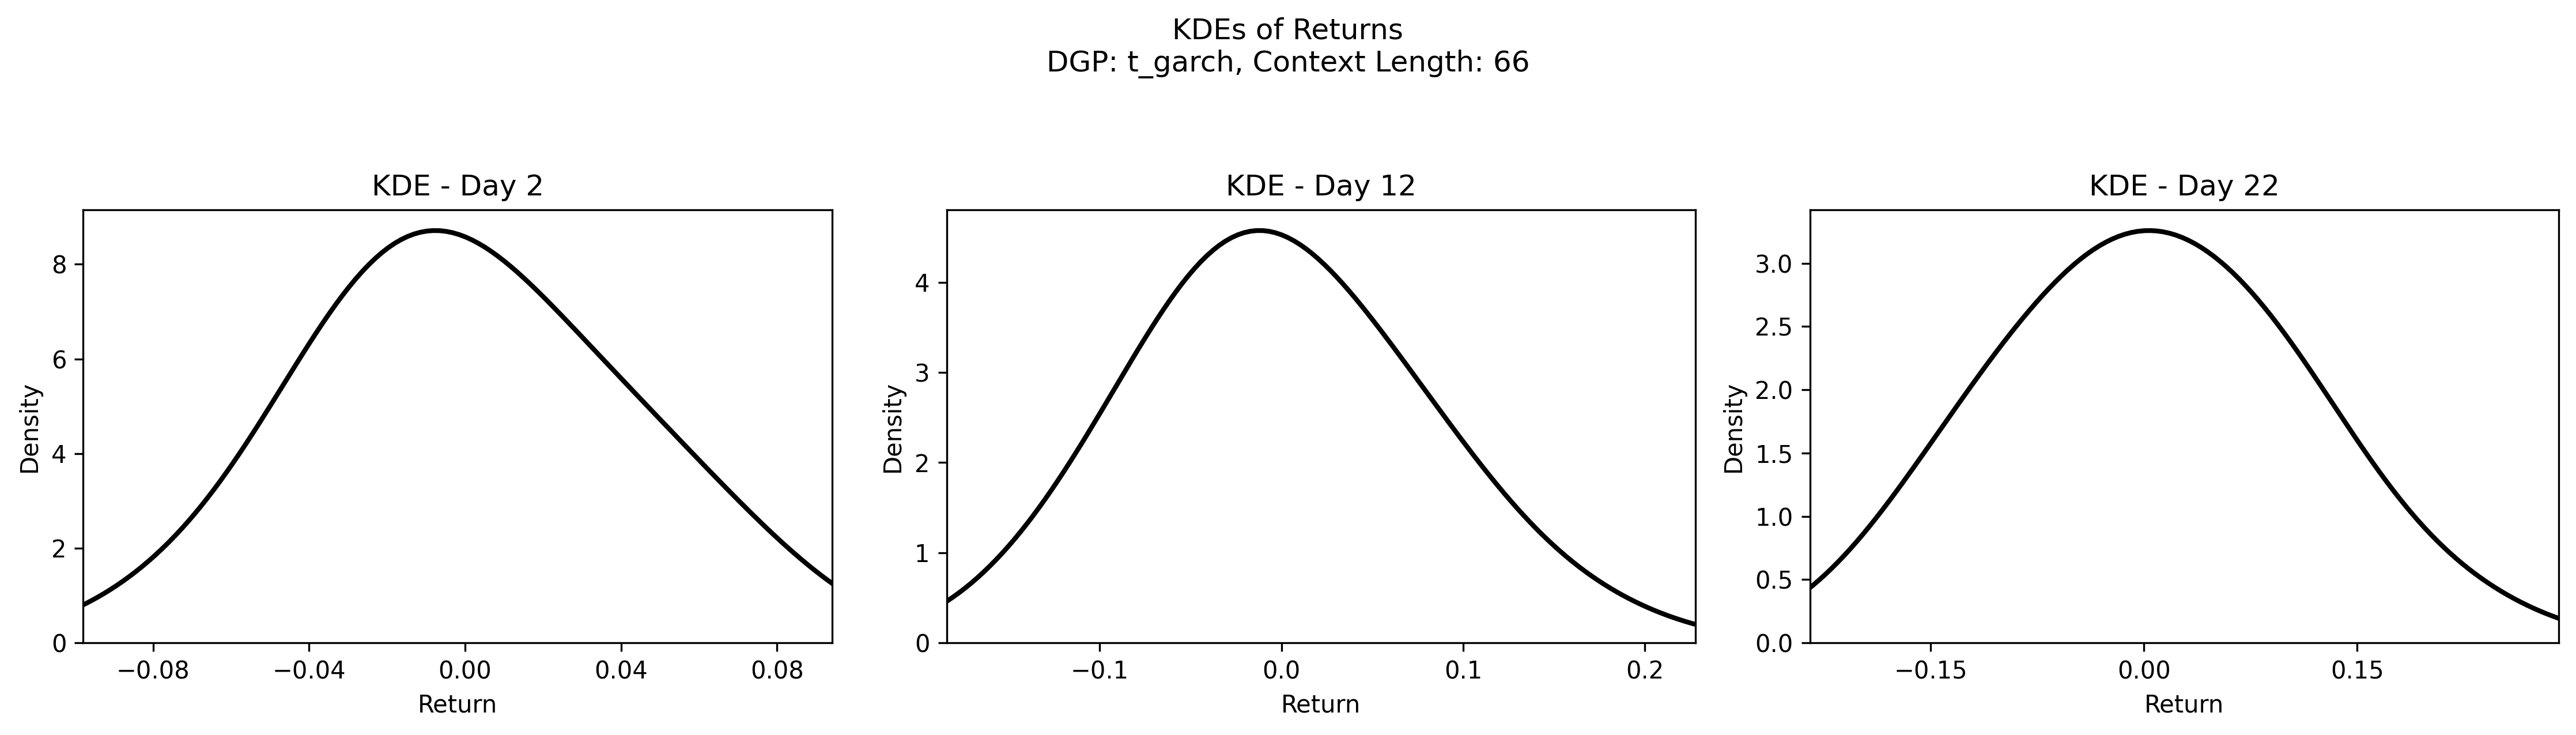 KDEs of Returns
DGP: t_garch, Context Length: 66
KDE - Day 2
8
6
4
2
0
Density
−0.08 −0.04 0.00 0.04 0.08
Return
KDE - Day 12
4
3
2
1
0
Density
−0.1 0.0 0.1 0.2
Return
KDE - Day 22
3.0
2.5
2.0
1.5
1.0
0.5
0.0
Density
−0.15 0.00 0.15
Return